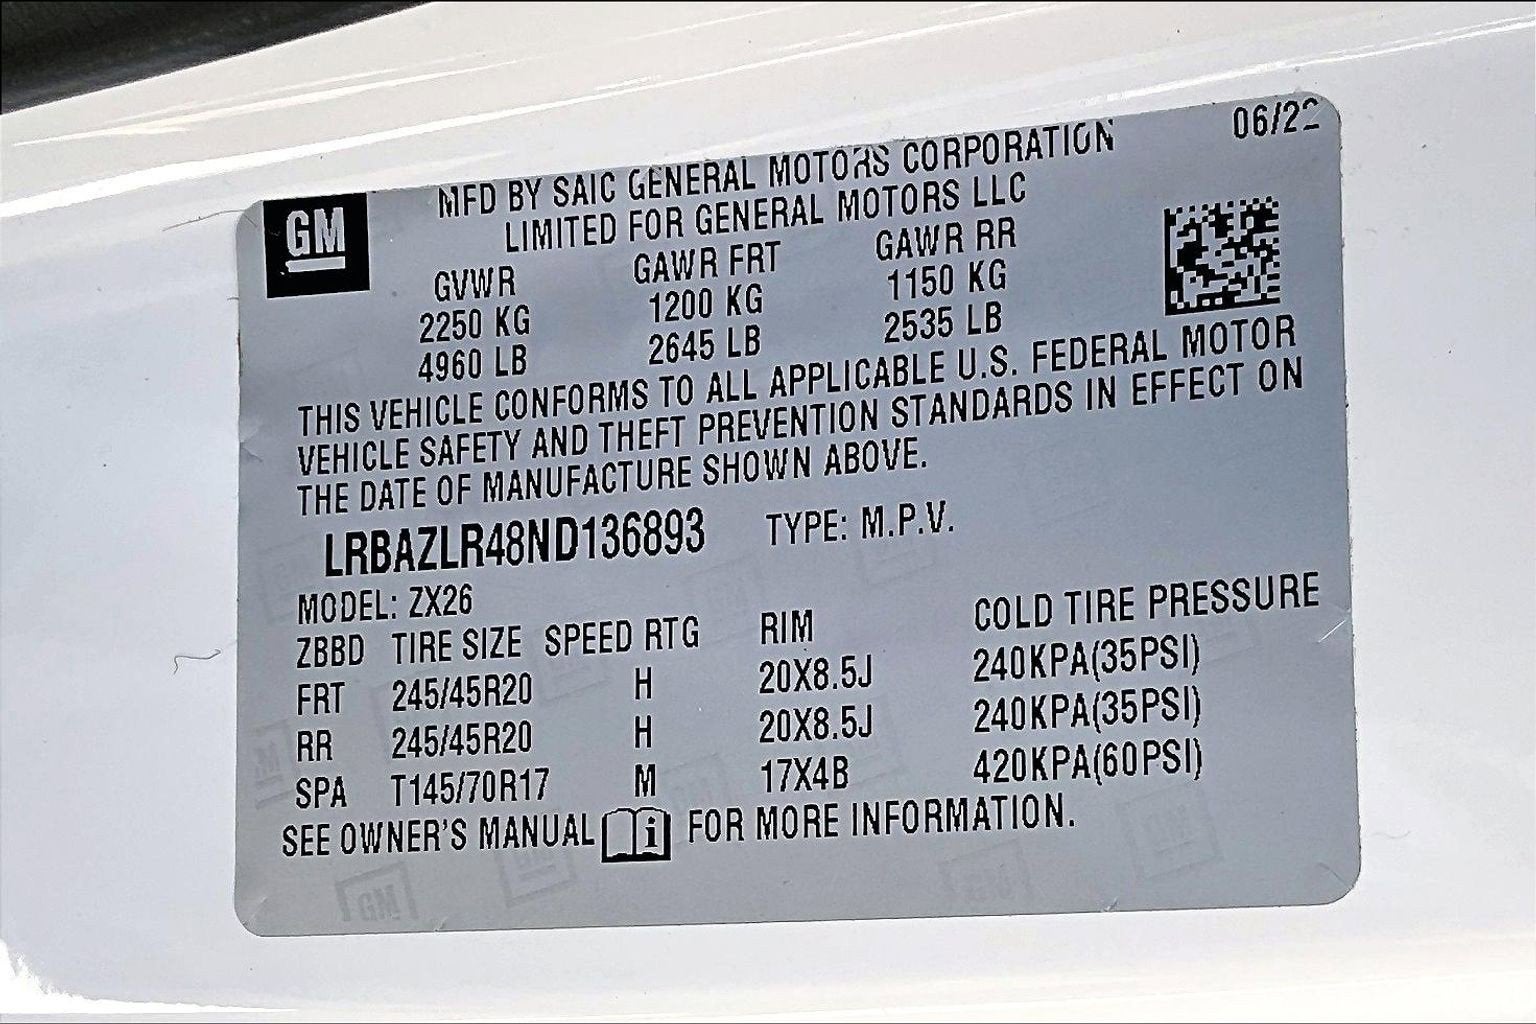 06/22
GM
MFD BY SAIC GENERAL MOTORS CORPORATION
LIMITED FOR GENERAL MOTORS LLC
GVWR GAWR FRT GAWR RR
2250 KG 1200 KG 1150 KG
4960 LB 2645 LB 2535 LB
THIS VEHICLE CONFORMS TO ALL APPLICABLE U.S. FEDERAL MOTOR
VEHICLE SAFETY AND THEFT PREVENTION STANDARDS IN EFFECT ON
THE DATE OF MANUFACTURE SHOWN ABOVE.
LRBAZLR48ND136893 TYPE: M.P.V.
MODEL: ZX26
ZBBD TIRE SIZE SPEED RTG RIM COLD TIRE PRESSURE
FRT 245/45R20 H 20X8.5J 240KPA(35PSI)
RR 245/45R20 H 20X8.5J 240KPA(35PSI)
SPA T145/70R17 M 17X4B 420KPA(60PSI)
SEE OWNER'S MANUAL i FOR MORE INFORMATION.
GM